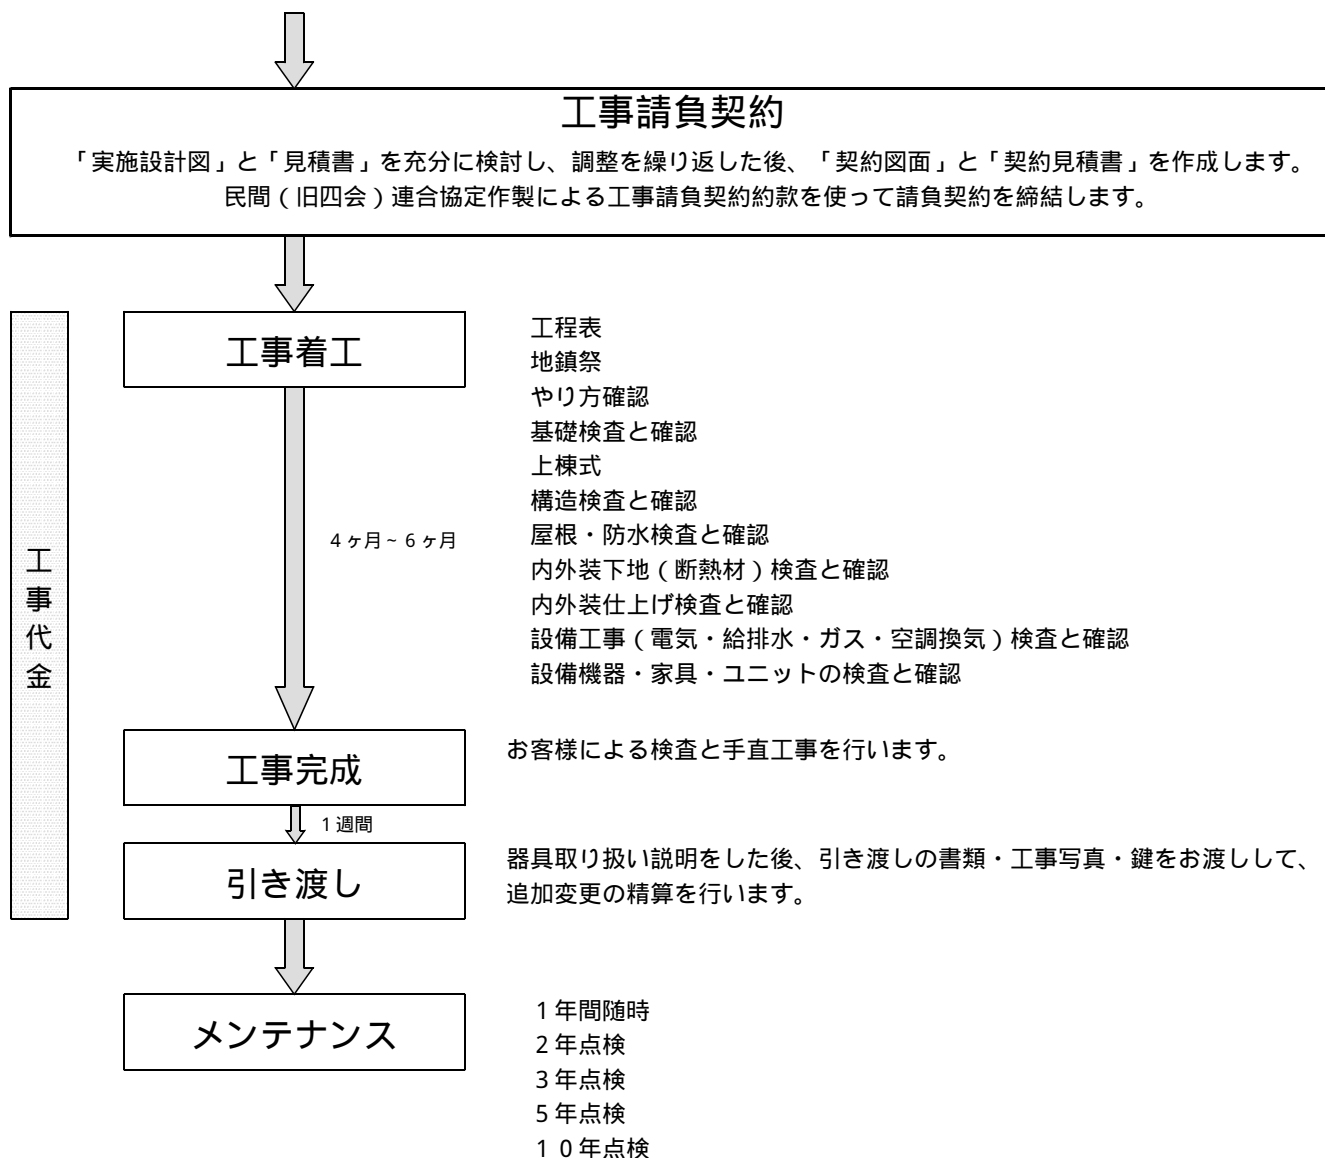 工事請負契約
「実施設計図」と「見積書」を充分に検討し、調整を繰り返した後、「契約図面」と「契約見積書」を作成します。
民間（旧四会）連合協定作製による工事請負契約約款を使って請負契約を締結します。
工事代金
工事着工
工程表
地鎮祭
やり方確認
基礎検査と確認
上棟式
構造検査と確認
屋根・防水検査と確認
内外装下地（断熱材）検査と確認
内外装仕上げ検査と確認
設備工事（電気・給排水・ガス・空調換気）検査と確認
設備機器・家具・ユニットの検査と確認
４ヶ月~６ヶ月
工事完成
お客様による検査と手直工事を行います。
１週間
引き渡し
器具取り扱い説明をした後、引き渡しの書類・工事写真・鍵をお渡しして、
追加変更の精算を行います。
メンテナンス
１年間随時
２年点検
３年点検
５年点検
１０年点検